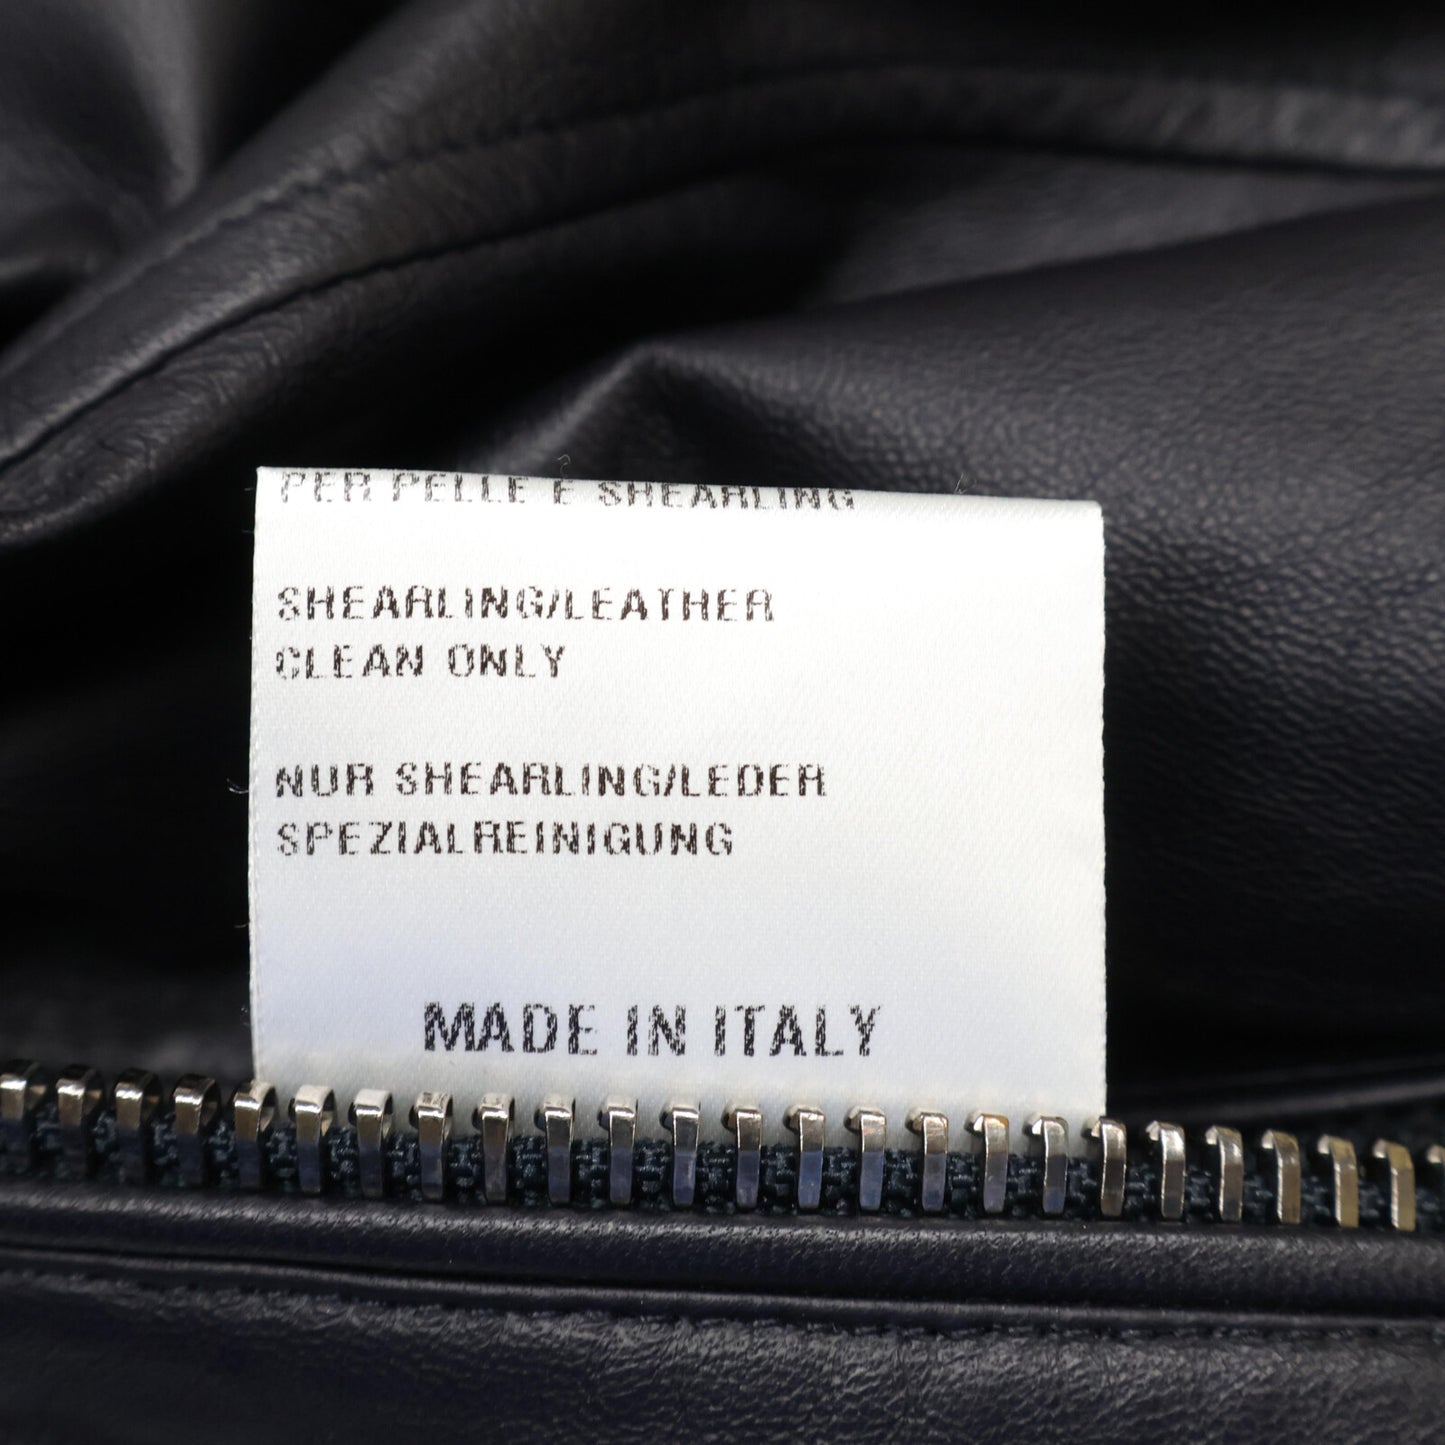 PER PELLE E SHEARLING
SHEARLING/LEATHER
CLEAN ONLY
NUR SHEARLING/LEDER
SPEZIALREINIGUNG
MADE IN ITALY